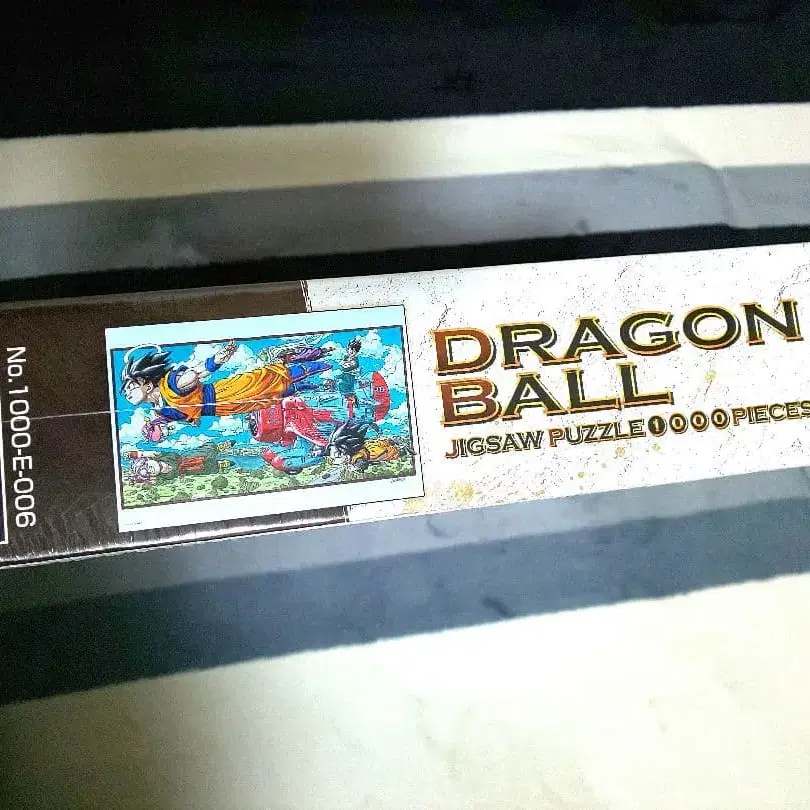 No.1000-E-006
DRAGON
BALL
JIGSAW PUZZLE 1000 PIECES